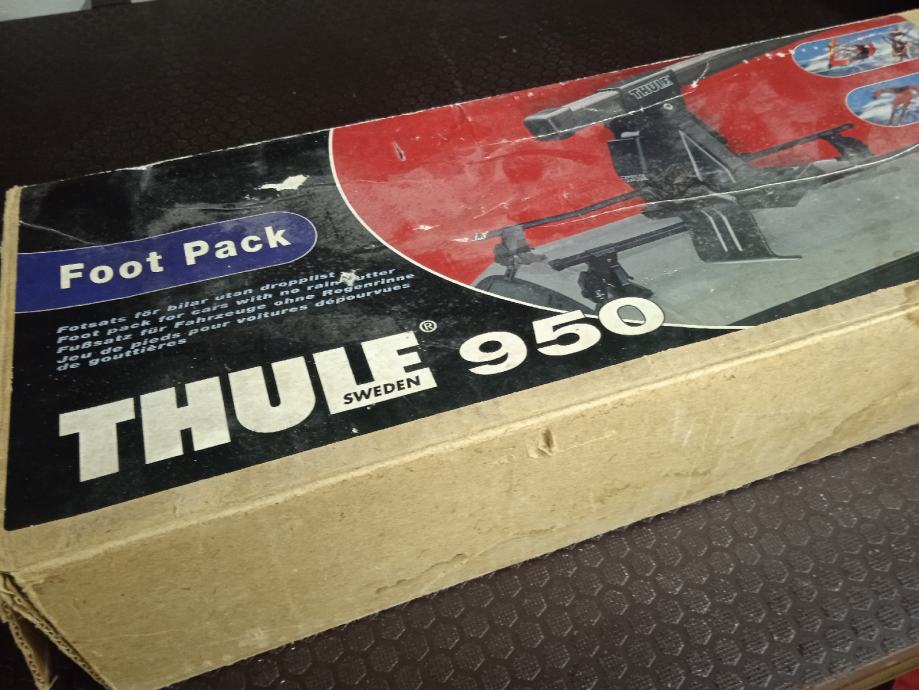 THULE
Foot Pack
Fotsats för bilar utan dropplist
Foot pack for cars with no rain gutter
Fußsatz für Fahrzeuge ohne Regenrinne
Jeu de pieds pour voitures dépourvues
de gouttières
THULE® 950
SWEDEN